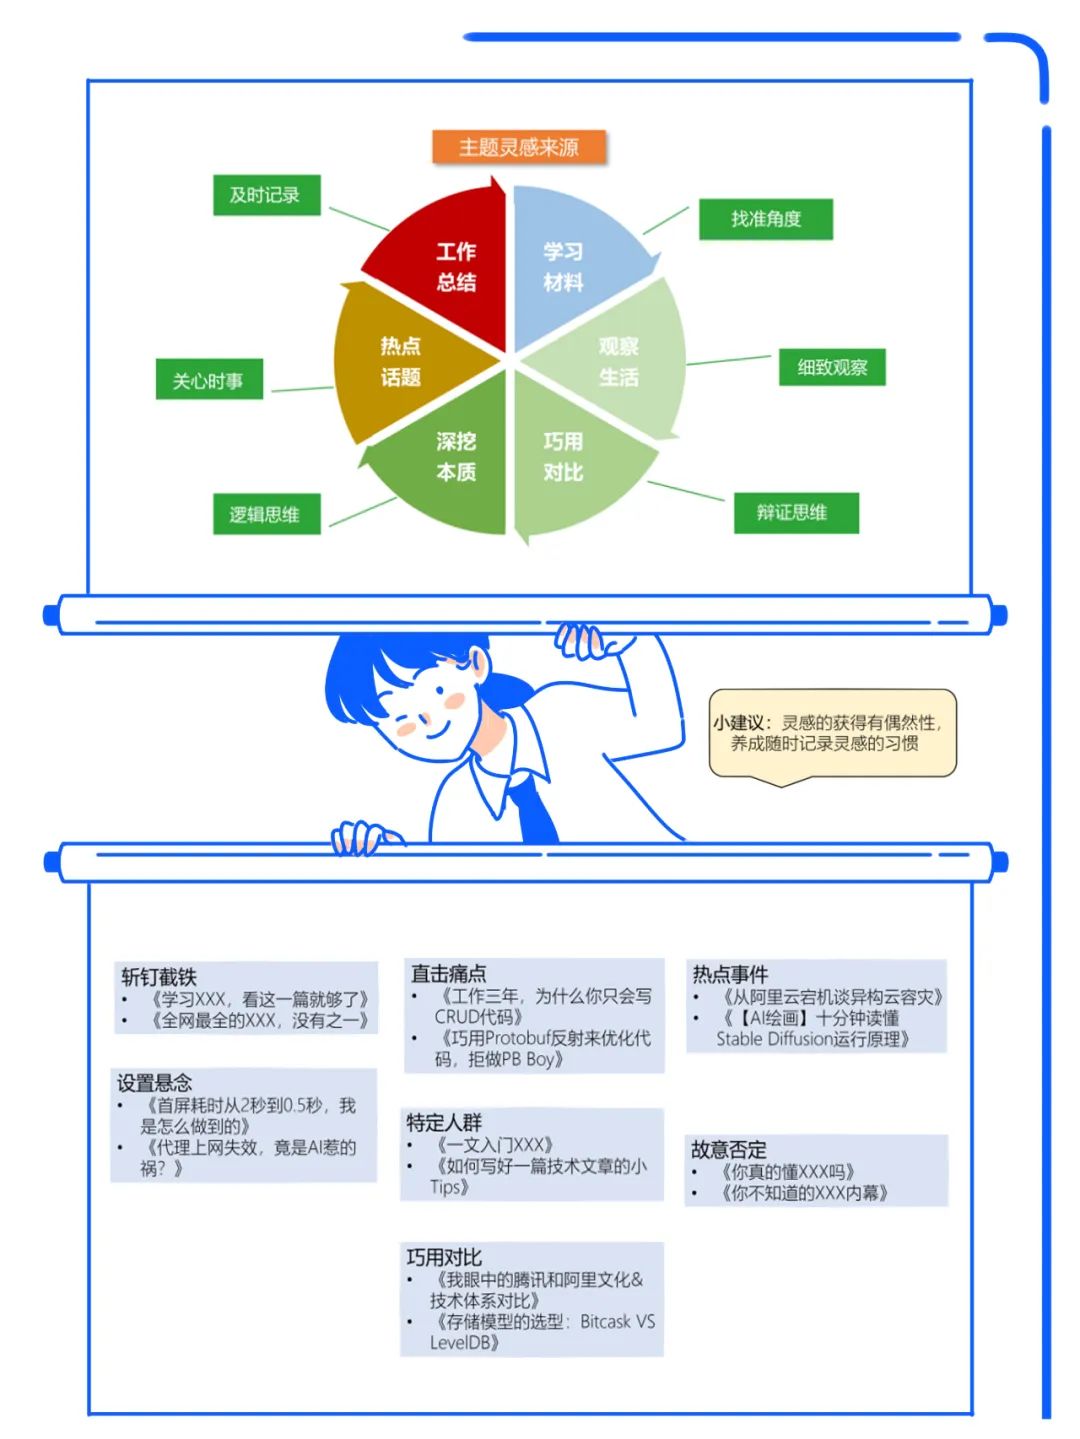 主题灵感来源
及时记录
找准角度
工作
总结
学习
材料
热点
话题
观察
生活
关心时事
细致观察
深挖
本质
巧用
对比
逻辑思维
辩证思维
小建议：灵感的获得有偶然性，
养成随时记录灵感的习惯
斩钉截铁
• 《学习XXX，看这一篇就够了》
• 《全网最全的XXX，没有之一》
设置悬念
• 《首屏耗时从2秒到0.5秒，我
是怎么做到的》
• 《代理上网失效，竟是AI惹的
祸？》
直击痛点
• 《工作三年，为什么你只会写
CRUD代码》
• 《巧用Protobuf反射来优化代
码，拒做PB Boy》
特定人群
• 《一文入门XXX》
• 《如何写好一篇技术文章的小
Tips》
巧用对比
• 《我眼中的腾讯和阿里文化&
技术体系对比》
• 《存储模型的选型：Bitcask VS
LevelDB》
热点事件
• 《从阿里云宕机谈异构云容灾》
• 《【AI绘画】十分钟读懂
Stable Diffusion运行原理》
故意否定
• 《你真的懂XXX吗》
• 《你不知道的XXX内幕》